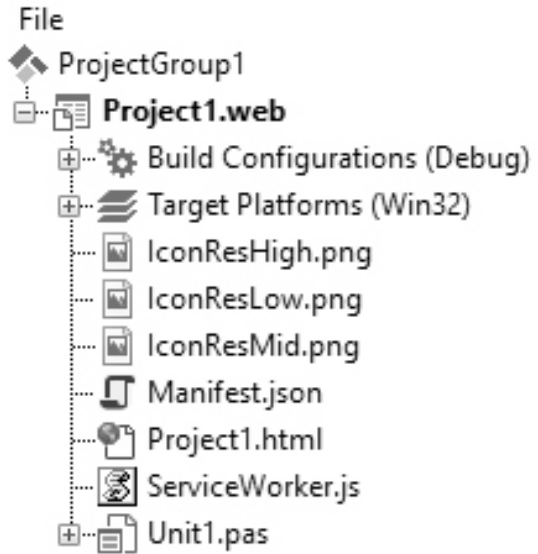 File
ProjectGroup1
Project1.web
Build Configurations (Debug)
Target Platforms (Win32)
IconResHigh.png
IconResLow.png
IconResMid.png
Manifest.json
Project1.html
ServiceWorker.js
Unit1.pas